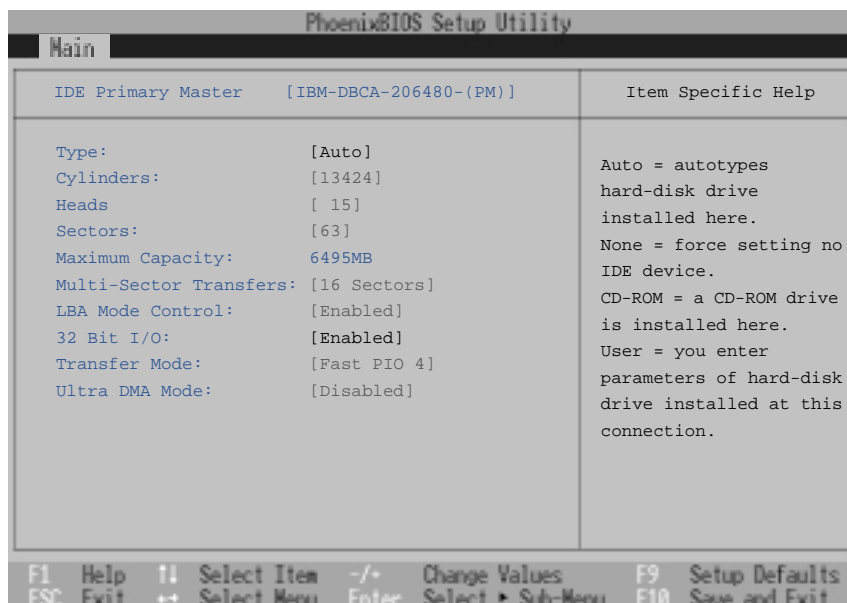 PhoenixBIOS Setup Utility
Main
IDE Primary Master [IBM-DBCA-206480-(PM)]
Item Specific Help
Type: [Auto]
Cylinders: [13424]
Heads [ 15]
Sectors: [63]
Maximum Capacity: 6495MB
Multi-Sector Transfers: [16 Sectors]
LBA Mode Control: [Enabled]
32 Bit I/O: [Enabled]
Transfer Mode: [Fast PIO 4]
Ultra DMA Mode: [Disabled]
Auto = autotypes
hard-disk drive
installed here.
None = force setting no
IDE device.
CD-ROM = a CD-ROM drive
is installed here.
User = you enter
parameters of hard-disk
drive installed at this
connection.
F1 Help ↑↓ Select Item -/+ Change Values F9 Setup Defaults
ESC Exit ←→ Select Menu Enter Select ► Sub-Menu F10 Save and Exit